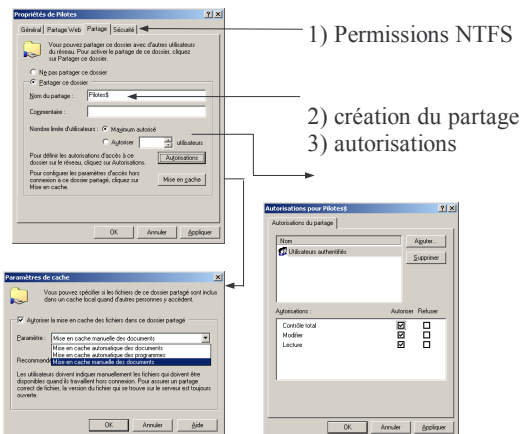 Propriétés de Pilotes
Général Partage Web Partage Sécurité
Vous pouvez partager ce dossier avec d'autres utilisateurs
du réseau. Pour activer le partage de ce dossier, cliquez
sur Partager ce dossier.
Ne pas partager ce dossier
Partager ce dossier
Nom du partage : Pilotes$
Commentaire :
Nombre limite d'utilisateurs : Maximum autorisé
Autoriser utilisateurs
Pour définir les autorisations d'accès à ce
dossier sur le réseau, cliquez sur Autorisations.
Autorisations
Pour configurer les paramètres d'accès hors
connexion à ce dossier partagé, cliquez sur
Mise en cache.
Mise en cache
OK Annuler Appliquer
1) Permissions NTFS
2) création du partage
3) autorisations
Paramètres de cache
Vous pouvez spécifier si les fichiers de ce dossier partagé sont inclus
dans un cache local quand d'autres personnes y accèdent.
Autoriser la mise en cache des fichiers dans ce dossier partagé
Paramètre : Mise en cache manuelle des documents
Mise en cache automatique des documents
Mise en cache automatique des programmes
Recommend Mise en cache manuelle des documents
Les utilisateurs doivent indiquer manuellement les fichiers qui doivent être
disponibles quand ils travaillent hors connexion. Pour assurer un partage
correct de fichier, la version du fichier qui se trouve sur le serveur est toujours
ouverte.
OK Annuler Aide
Autorisations pour Pilotes$
Autorisations du partage
Nom
Utilisateurs authentifiés
Ajouter...
Supprimer
Autorisations : Autoriser Refuser
Contrôle total
Modifier
Lecture
OK Annuler Appliquer